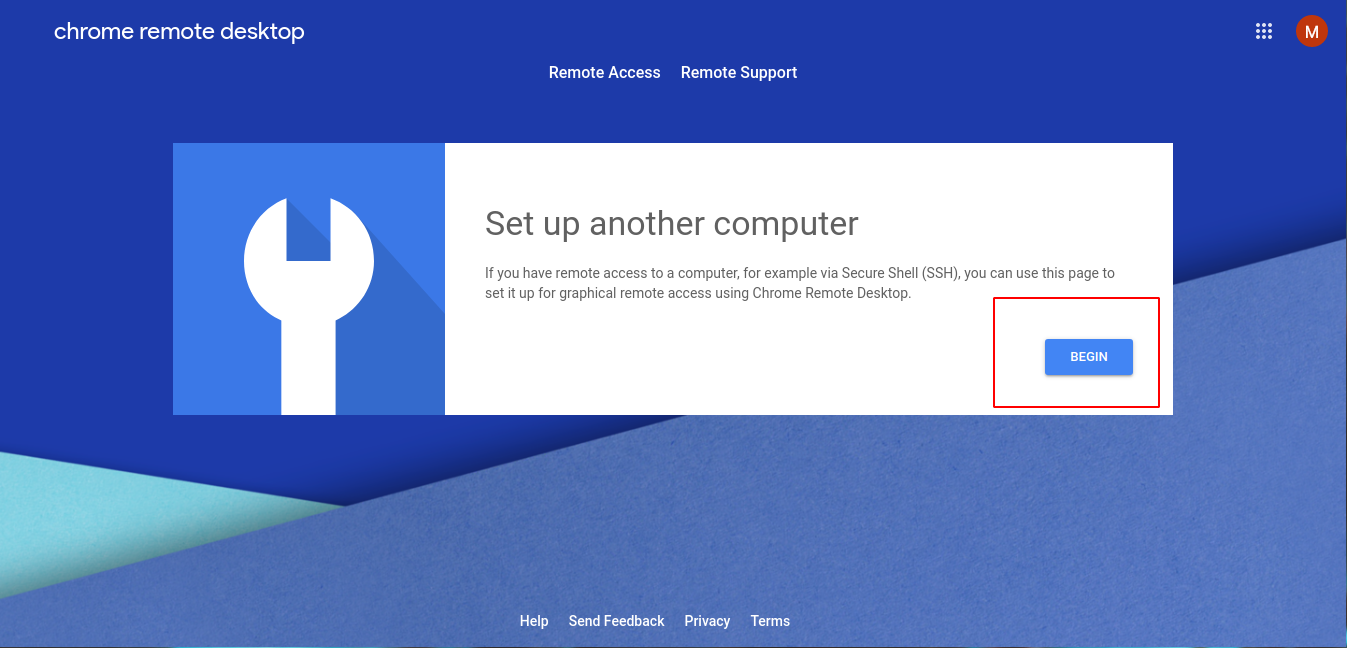 chrome remote desktop
M
Remote Access Remote Support
Set up another computer
If you have remote access to a computer, for example via Secure Shell (SSH), you can use this page to
set it up for graphical remote access using Chrome Remote Desktop.
BEGIN
Help Send Feedback Privacy Terms